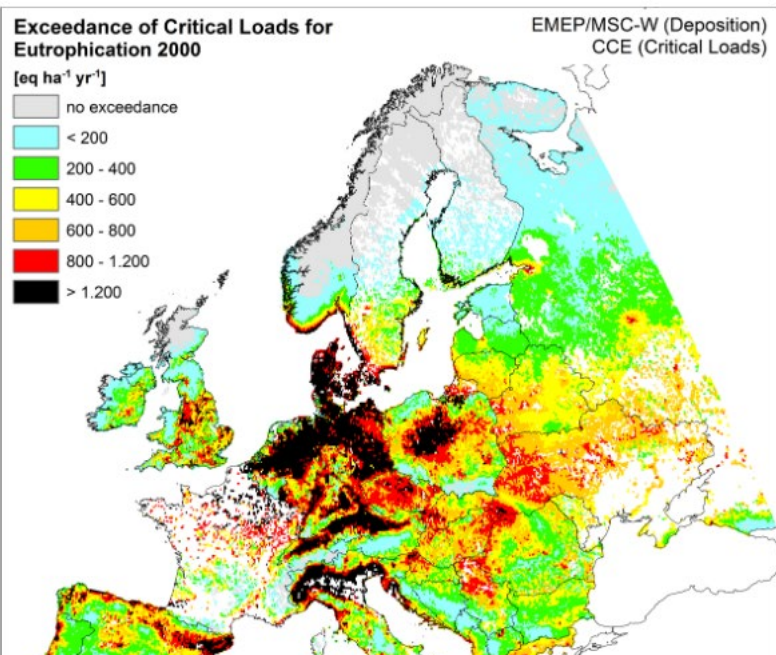 Exceedance of Critical Loads for
Eutrophication 2000
[eq ha⁻¹ yr⁻¹]
no exceedance
< 200
200 - 400
400 - 600
600 - 800
800 - 1.200
> 1.200
EMEP/MSC-W (Deposition)
CCE (Critical Loads)